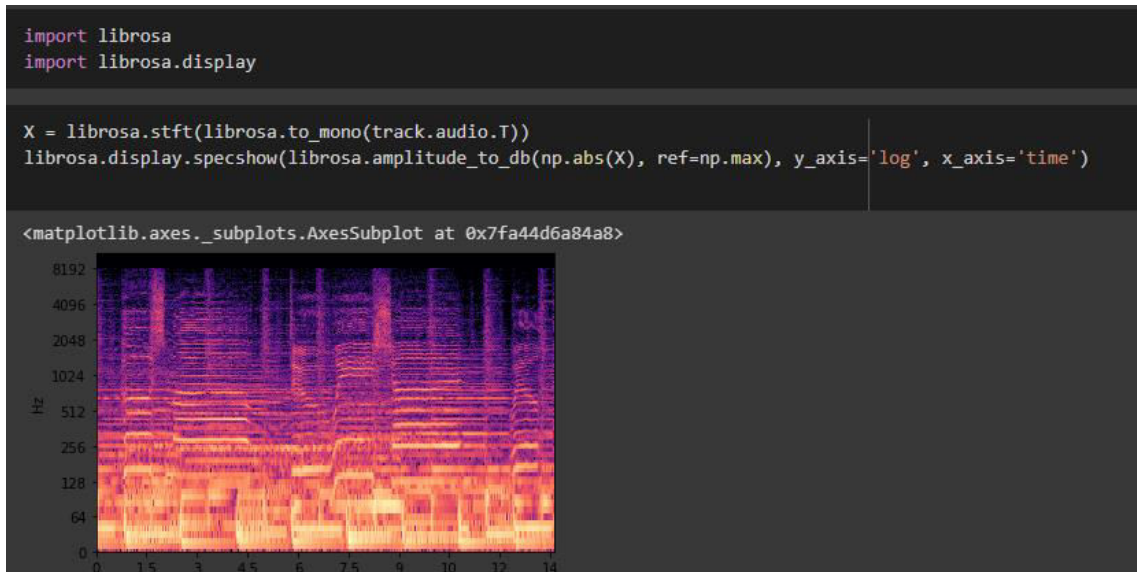 import librosa
import librosa.display
X = librosa.stft(librosa.to_mono(track.audio.T))
librosa.display.specshow(librosa.amplitude_to_db(np.abs(X), ref=np.max), y_axis='log', x_axis='time')
<matplotlib.axes._subplots.AxesSubplot at 0x7fa44d6a84a8>
8192
4096
2048
1024
512
Hz
256
128
64
0
0 1.5 3 4.5 6 7.5 9 10 12 14